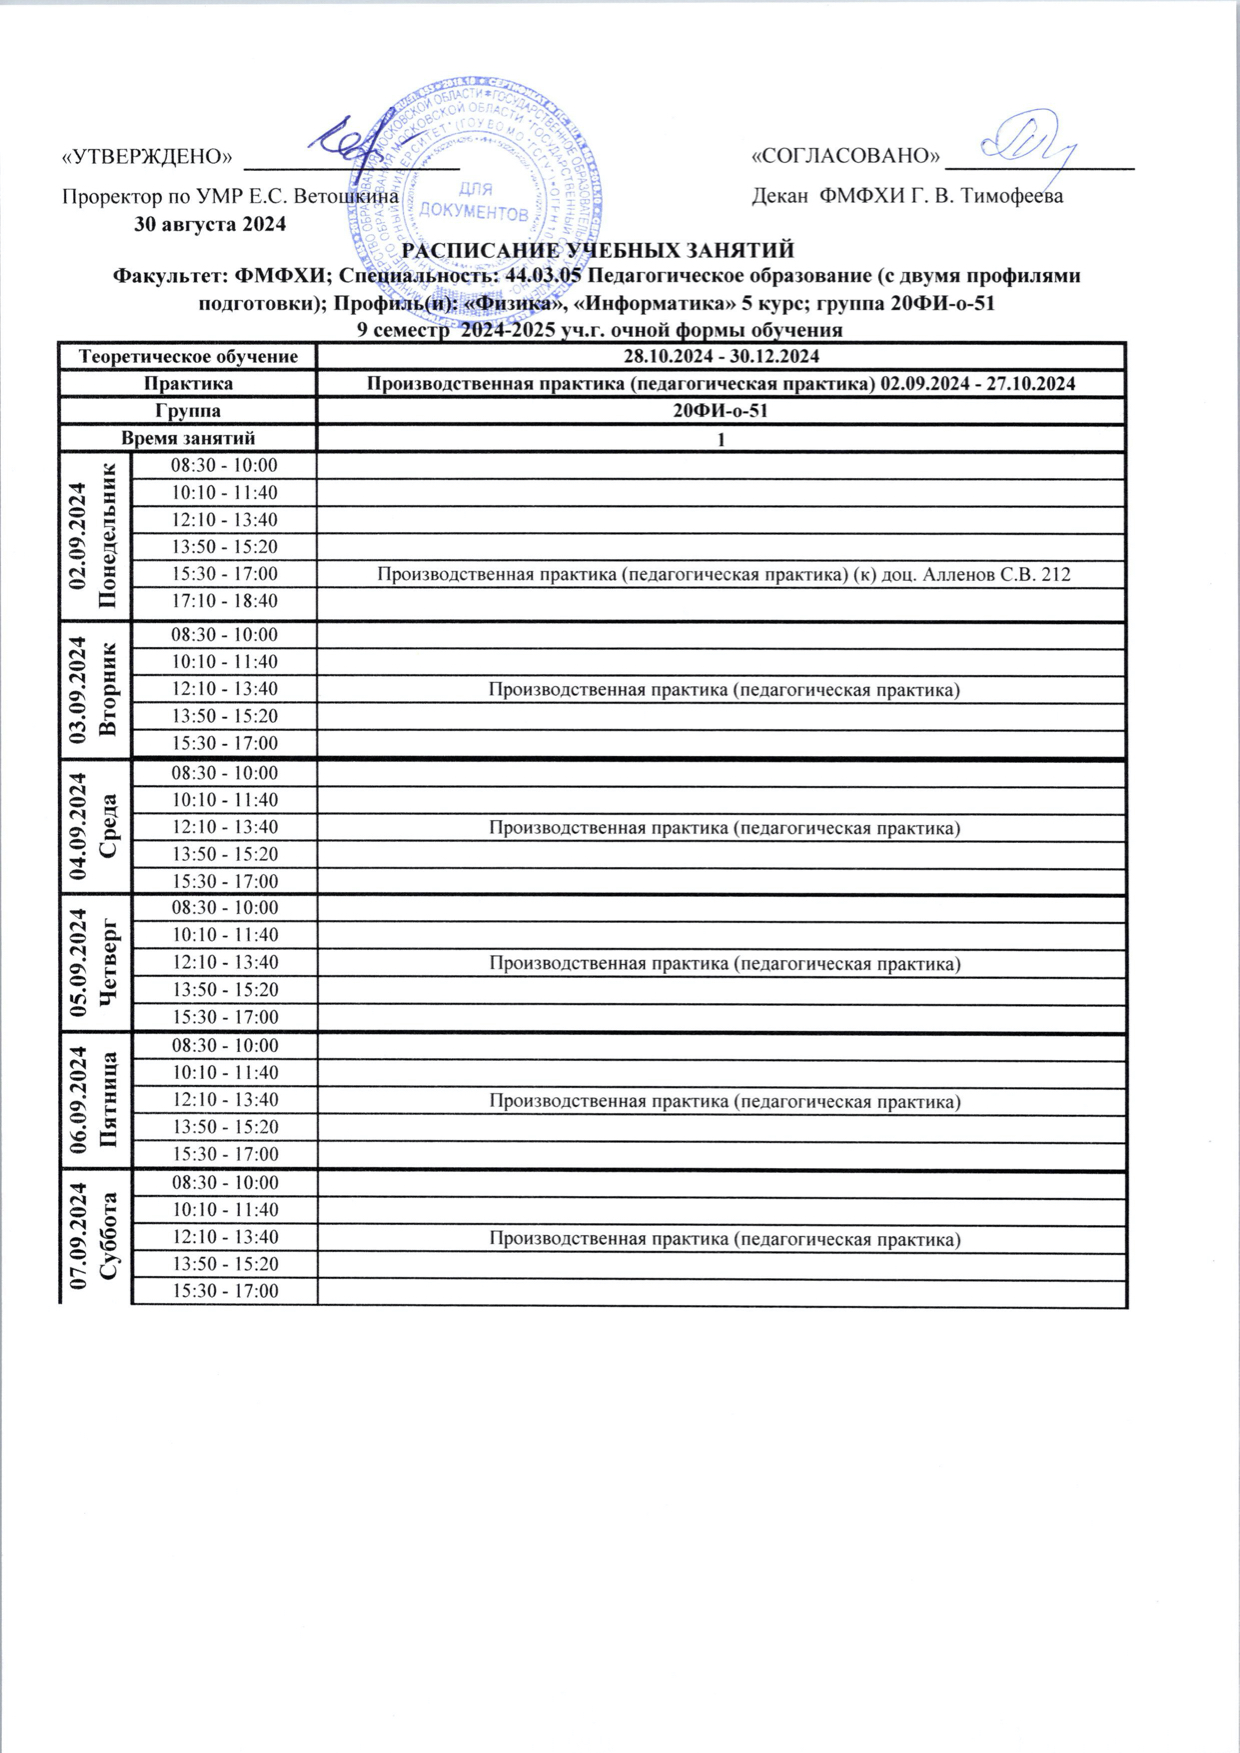 «УТВЕРЖДЕНО»
«СОГЛАСОВАНО»
Проректор по УМР Е.С. Ветошкина
Декан ФМФХИ Г. В. Тимофеева
30 августа 2024
ДЛЯ
ДОКУМЕНТОВ
РАСПИСАНИЕ УЧЕБНЫХ ЗАНЯТИЙ
Факультет: ФМФХИ; Специальность: 44.03.05 Педагогическое образование (с двумя профилями
подготовки); Профиль(и): «Физика», «Информатика» 5 курс; группа 20ФИ-о-51
9 семестр 2024-2025 уч.г. очной формы обучения
Теоретическое обучение 28.10.2024 - 30.12.2024
Практика Производственная практика (педагогическая практика) 02.09.2024 - 27.10.2024
Группа 20ФИ-о-51
Время занятий 1
02.09.2024
Понедельник
08:30 - 10:00
10:10 - 11:40
12:10 - 13:40
13:50 - 15:20
15:30 - 17:00 Производственная практика (педагогическая практика) (к) доц. Алленов С.В. 212
17:10 - 18:40
03.09.2024
Вторник
08:30 - 10:00
10:10 - 11:40
12:10 - 13:40 Производственная практика (педагогическая практика)
13:50 - 15:20
15:30 - 17:00
04.09.2024
Среда
08:30 - 10:00
10:10 - 11:40
12:10 - 13:40 Производственная практика (педагогическая практика)
13:50 - 15:20
15:30 - 17:00
05.09.2024
Четверг
08:30 - 10:00
10:10 - 11:40
12:10 - 13:40 Производственная практика (педагогическая практика)
13:50 - 15:20
15:30 - 17:00
06.09.2024
Пятница
08:30 - 10:00
10:10 - 11:40
12:10 - 13:40 Производственная практика (педагогическая практика)
13:50 - 15:20
15:30 - 17:00
07.09.2024
Суббота
08:30 - 10:00
10:10 - 11:40
12:10 - 13:40 Производственная практика (педагогическая практика)
13:50 - 15:20
15:30 - 17:00